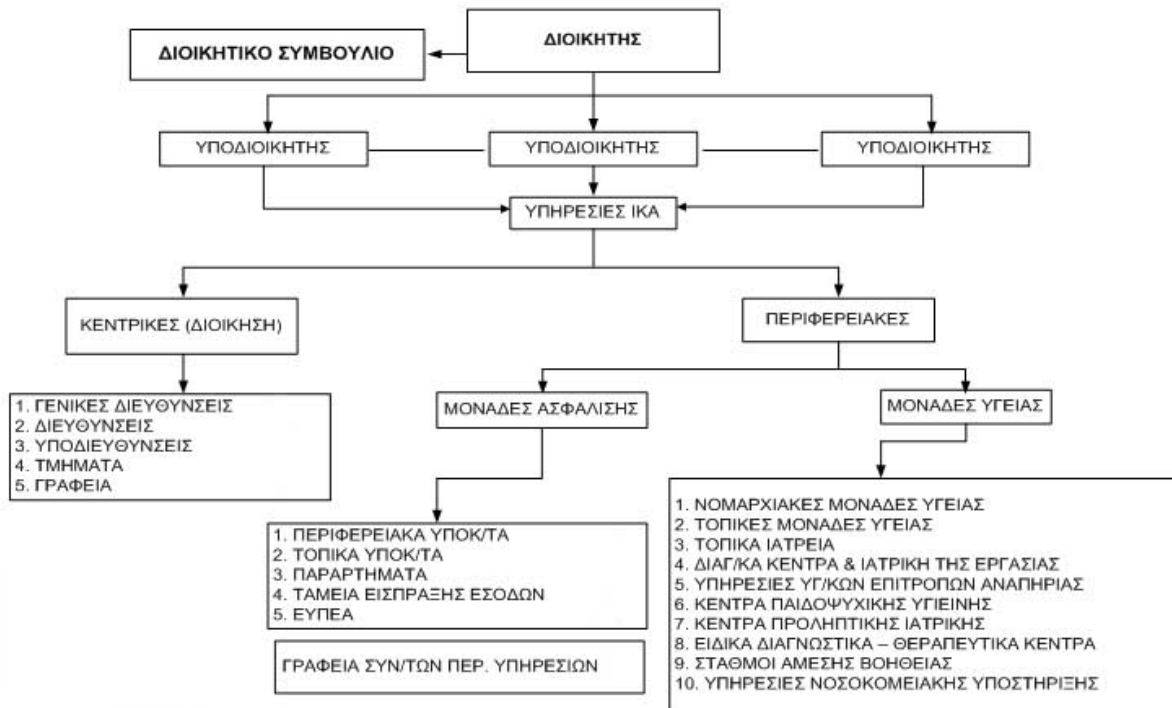 ΔΙΟΙΚΗΤΗΣ
ΔΙΟΙΚΗΤΙΚΟ ΣΥΜΒΟΥΛΙΟ
ΥΠΟΔΙΟΙΚΗΤΗΣ
ΥΠΟΔΙΟΙΚΗΤΗΣ
ΥΠΟΔΙΟΙΚΗΤΗΣ
ΥΠΗΡΕΣΙΕΣ ΙΚΑ
ΚΕΝΤΡΙΚΕΣ (ΔΙΟΙΚΗΣΗ)
ΠΕΡΙΦΕΡΕΙΑΚΕΣ
1. ΓΕΝΙΚΕΣ ΔΙΕΥΘΥΝΣΕΙΣ
2. ΔΙΕΥΘΥΝΣΕΙΣ
3. ΥΠΟΔΙΕΥΘΥΝΣΕΙΣ
4. ΤΜΗΜΑΤΑ
5. ΓΡΑΦΕΙΑ
ΜΟΝΑΔΕΣ ΑΣΦΑΛΙΣΗΣ
ΜΟΝΑΔΕΣ ΥΓΕΙΑΣ
1. ΠΕΡΙΦΕΡΕΙΑΚΑ ΥΠΟΚ/ΤΑ
2. ΤΟΠΙΚΑ ΥΠΟΚ/ΤΑ
3. ΠΑΡΑΡΤΗΜΑΤΑ
4. ΤΑΜΕΙΑ ΕΙΣΠΡΑΞΗΣ ΕΣΟΔΩΝ
5. ΕΥΠΕΑ
ΓΡΑΦΕΙΑ ΣΥΝ/ΤΩΝ ΠΕΡ. ΥΠΗΡΕΣΙΩΝ
1. ΝΟΜΑΡΧΙΑΚΕΣ ΜΟΝΑΔΕΣ ΥΓΕΙΑΣ
2. ΤΟΠΙΚΕΣ ΜΟΝΑΔΕΣ ΥΓΕΙΑΣ
3. ΤΟΠΙΚΑ ΙΑΤΡΕΙΑ
4. ΔΙΑΓ/ΚΑ ΚΕΝΤΡΑ & ΙΑΤΡΙΚΗ ΤΗΣ ΕΡΓΑΣΙΑΣ
5. ΥΠΗΡΕΣΙΕΣ ΥΓ/ΚΩΝ ΕΠΙΤΡΟΠΩΝ ΑΝΑΠΗΡΙΑΣ
6. ΚΕΝΤΡΑ ΠΑΙΔΟΨΥΧΙΚΗΣ ΥΓΙΕΙΝΗΣ
7. ΚΕΝΤΡΑ ΠΡΟΛΗΠΤΙΚΗΣ ΙΑΤΡΙΚΗΣ
8. ΕΙΔΙΚΑ ΔΙΑΓΝΩΣΤΙΚΑ – ΘΕΡΑΠΕΥΤΙΚΑ ΚΕΝΤΡΑ
9. ΣΤΑΘΜΟΙ ΑΜΕΣΗΣ ΒΟΗΘΕΙΑΣ
10. ΥΠΗΡΕΣΙΕΣ ΝΟΣΟΚΟΜΕΙΑΚΗΣ ΥΠΟΣΤΗΡΙΞΗΣ